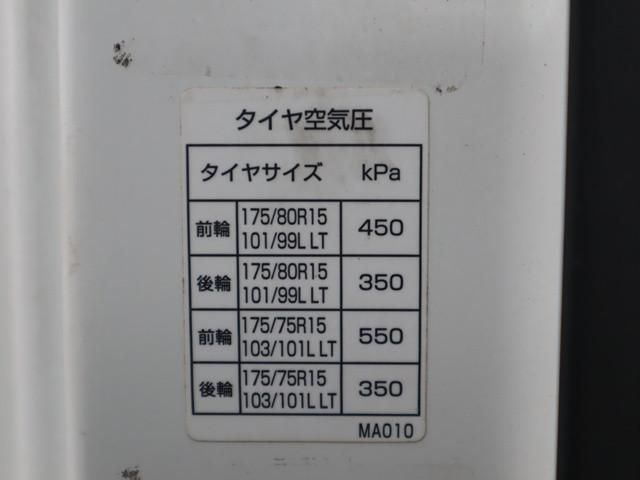 タイヤ空気圧
タイヤサイズ kPa
前輪 175/80R15 101/99L LT 450
後輪 175/80R15 101/99L LT 350
前輪 175/75R15 103/101L LT 550
後輪 175/75R15 103/101L LT 350
MA010